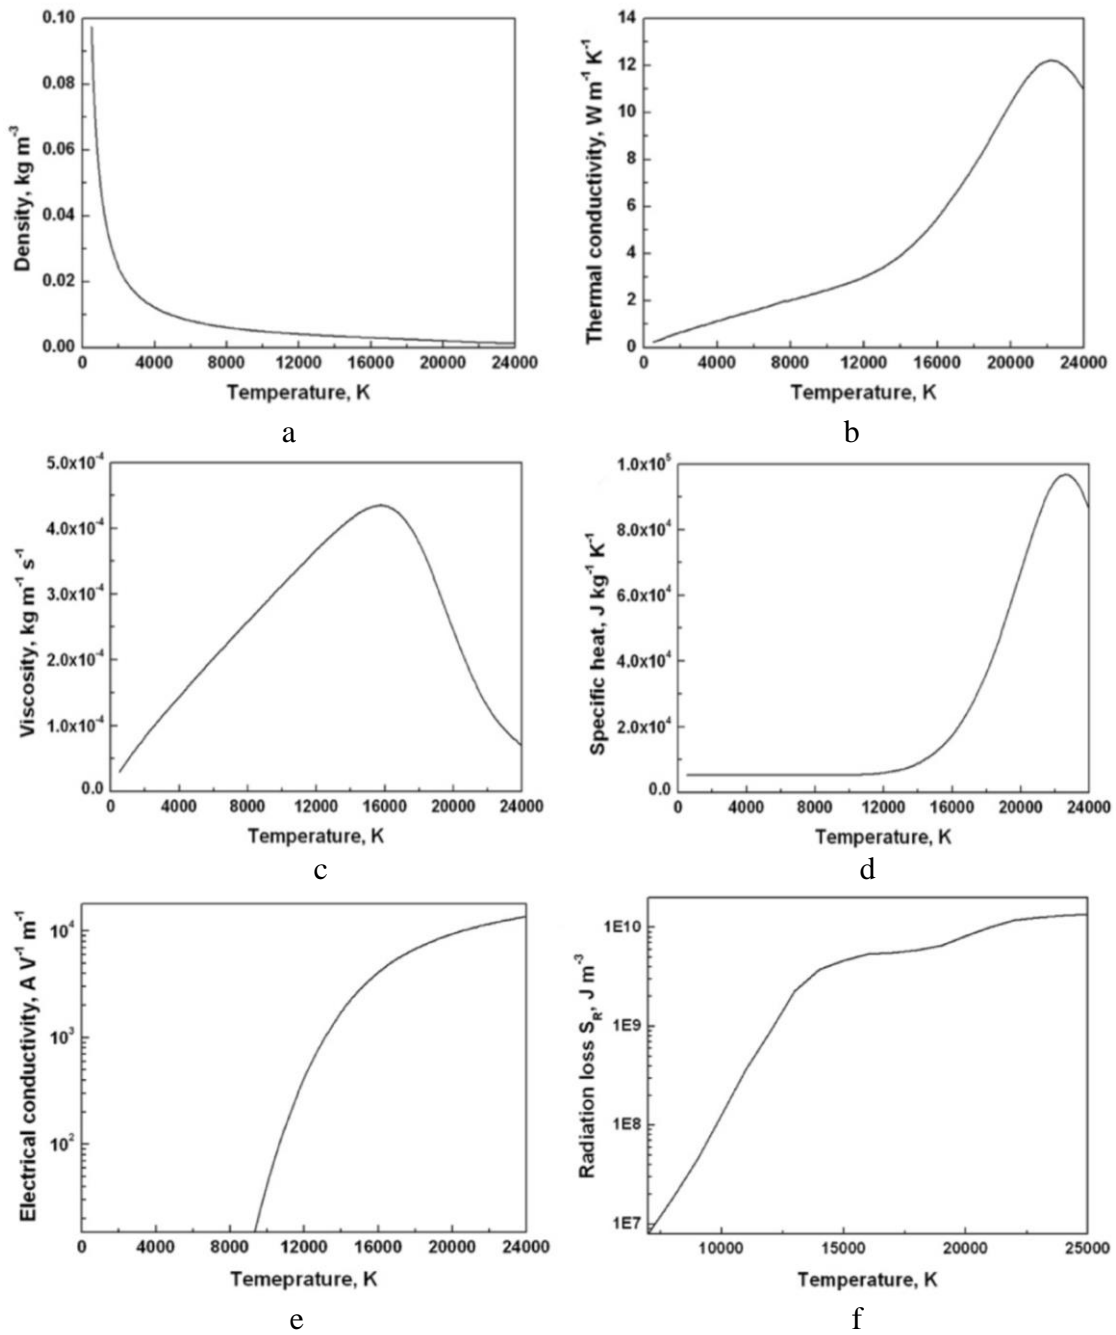 0.10
0.08
0.06
0.04
0.02
0.00
Density, kg m⁻³
0 4000 8000 12000 16000 20000 24000
Temperature, K
a
14
12
10
8
6
4
2
0
Thermal conductivity, W m⁻¹ K⁻¹
0 4000 8000 12000 16000 20000 24000
Temperature, K
b
5.0x10⁻⁴
4.0x10⁻⁴
3.0x10⁻⁴
2.0x10⁻⁴
1.0x10⁻⁴
0.0
Viscosity, kg m⁻¹ s⁻¹
0 4000 8000 12000 16000 20000 24000
Temperature, K
c
1.0x10⁵
8.0x10⁴
6.0x10⁴
4.0x10⁴
2.0x10⁴
0.0
Specific heat, J kg⁻¹ K⁻¹
0 4000 8000 12000 16000 20000 24000
Temperature, K
d
10⁴
10³
10²
Electrical conductivity, A V⁻¹ m⁻¹
0 4000 8000 12000 16000 20000 24000
Temeprature, K
e
1E10
1E9
1E8
1E7
Radiation loss S_R, J m⁻³
10000 15000 20000 25000
Temperature, K
f